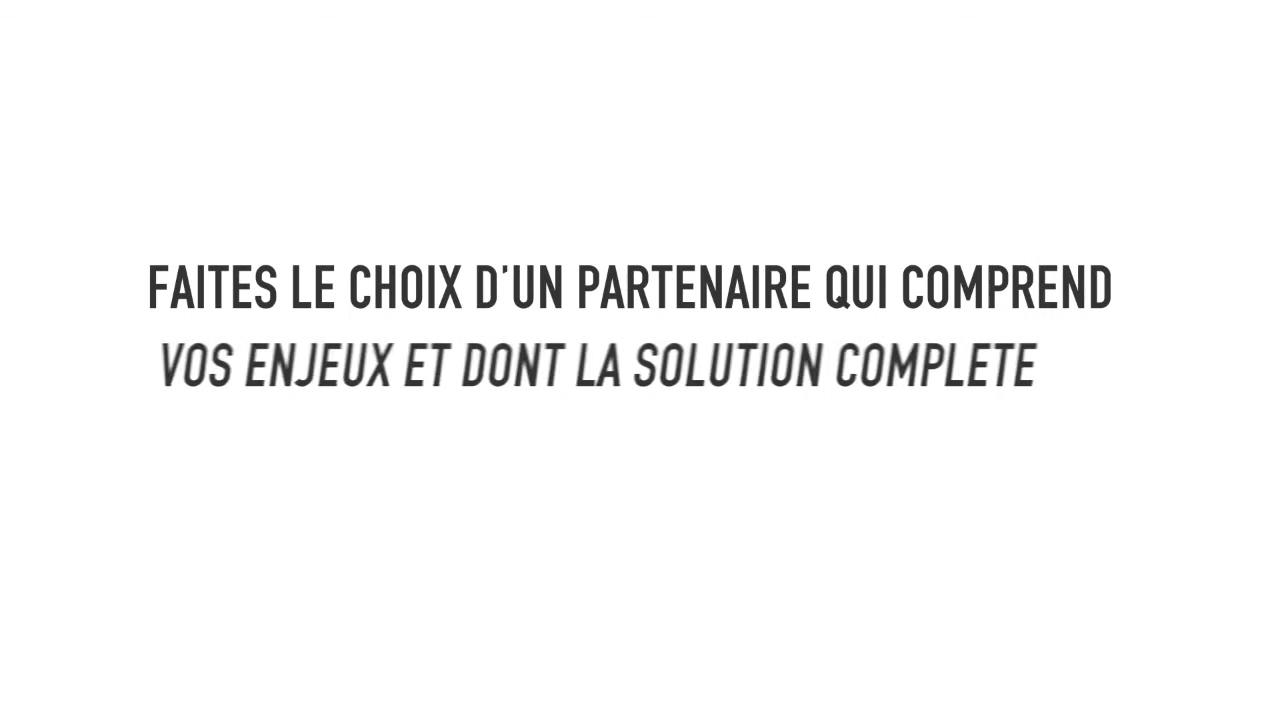 FAITES LE CHOIX D'UN PARTENAIRE QUI COMPREND
VOS ENJEUX ET DONT LA SOLUTION COMPLETE